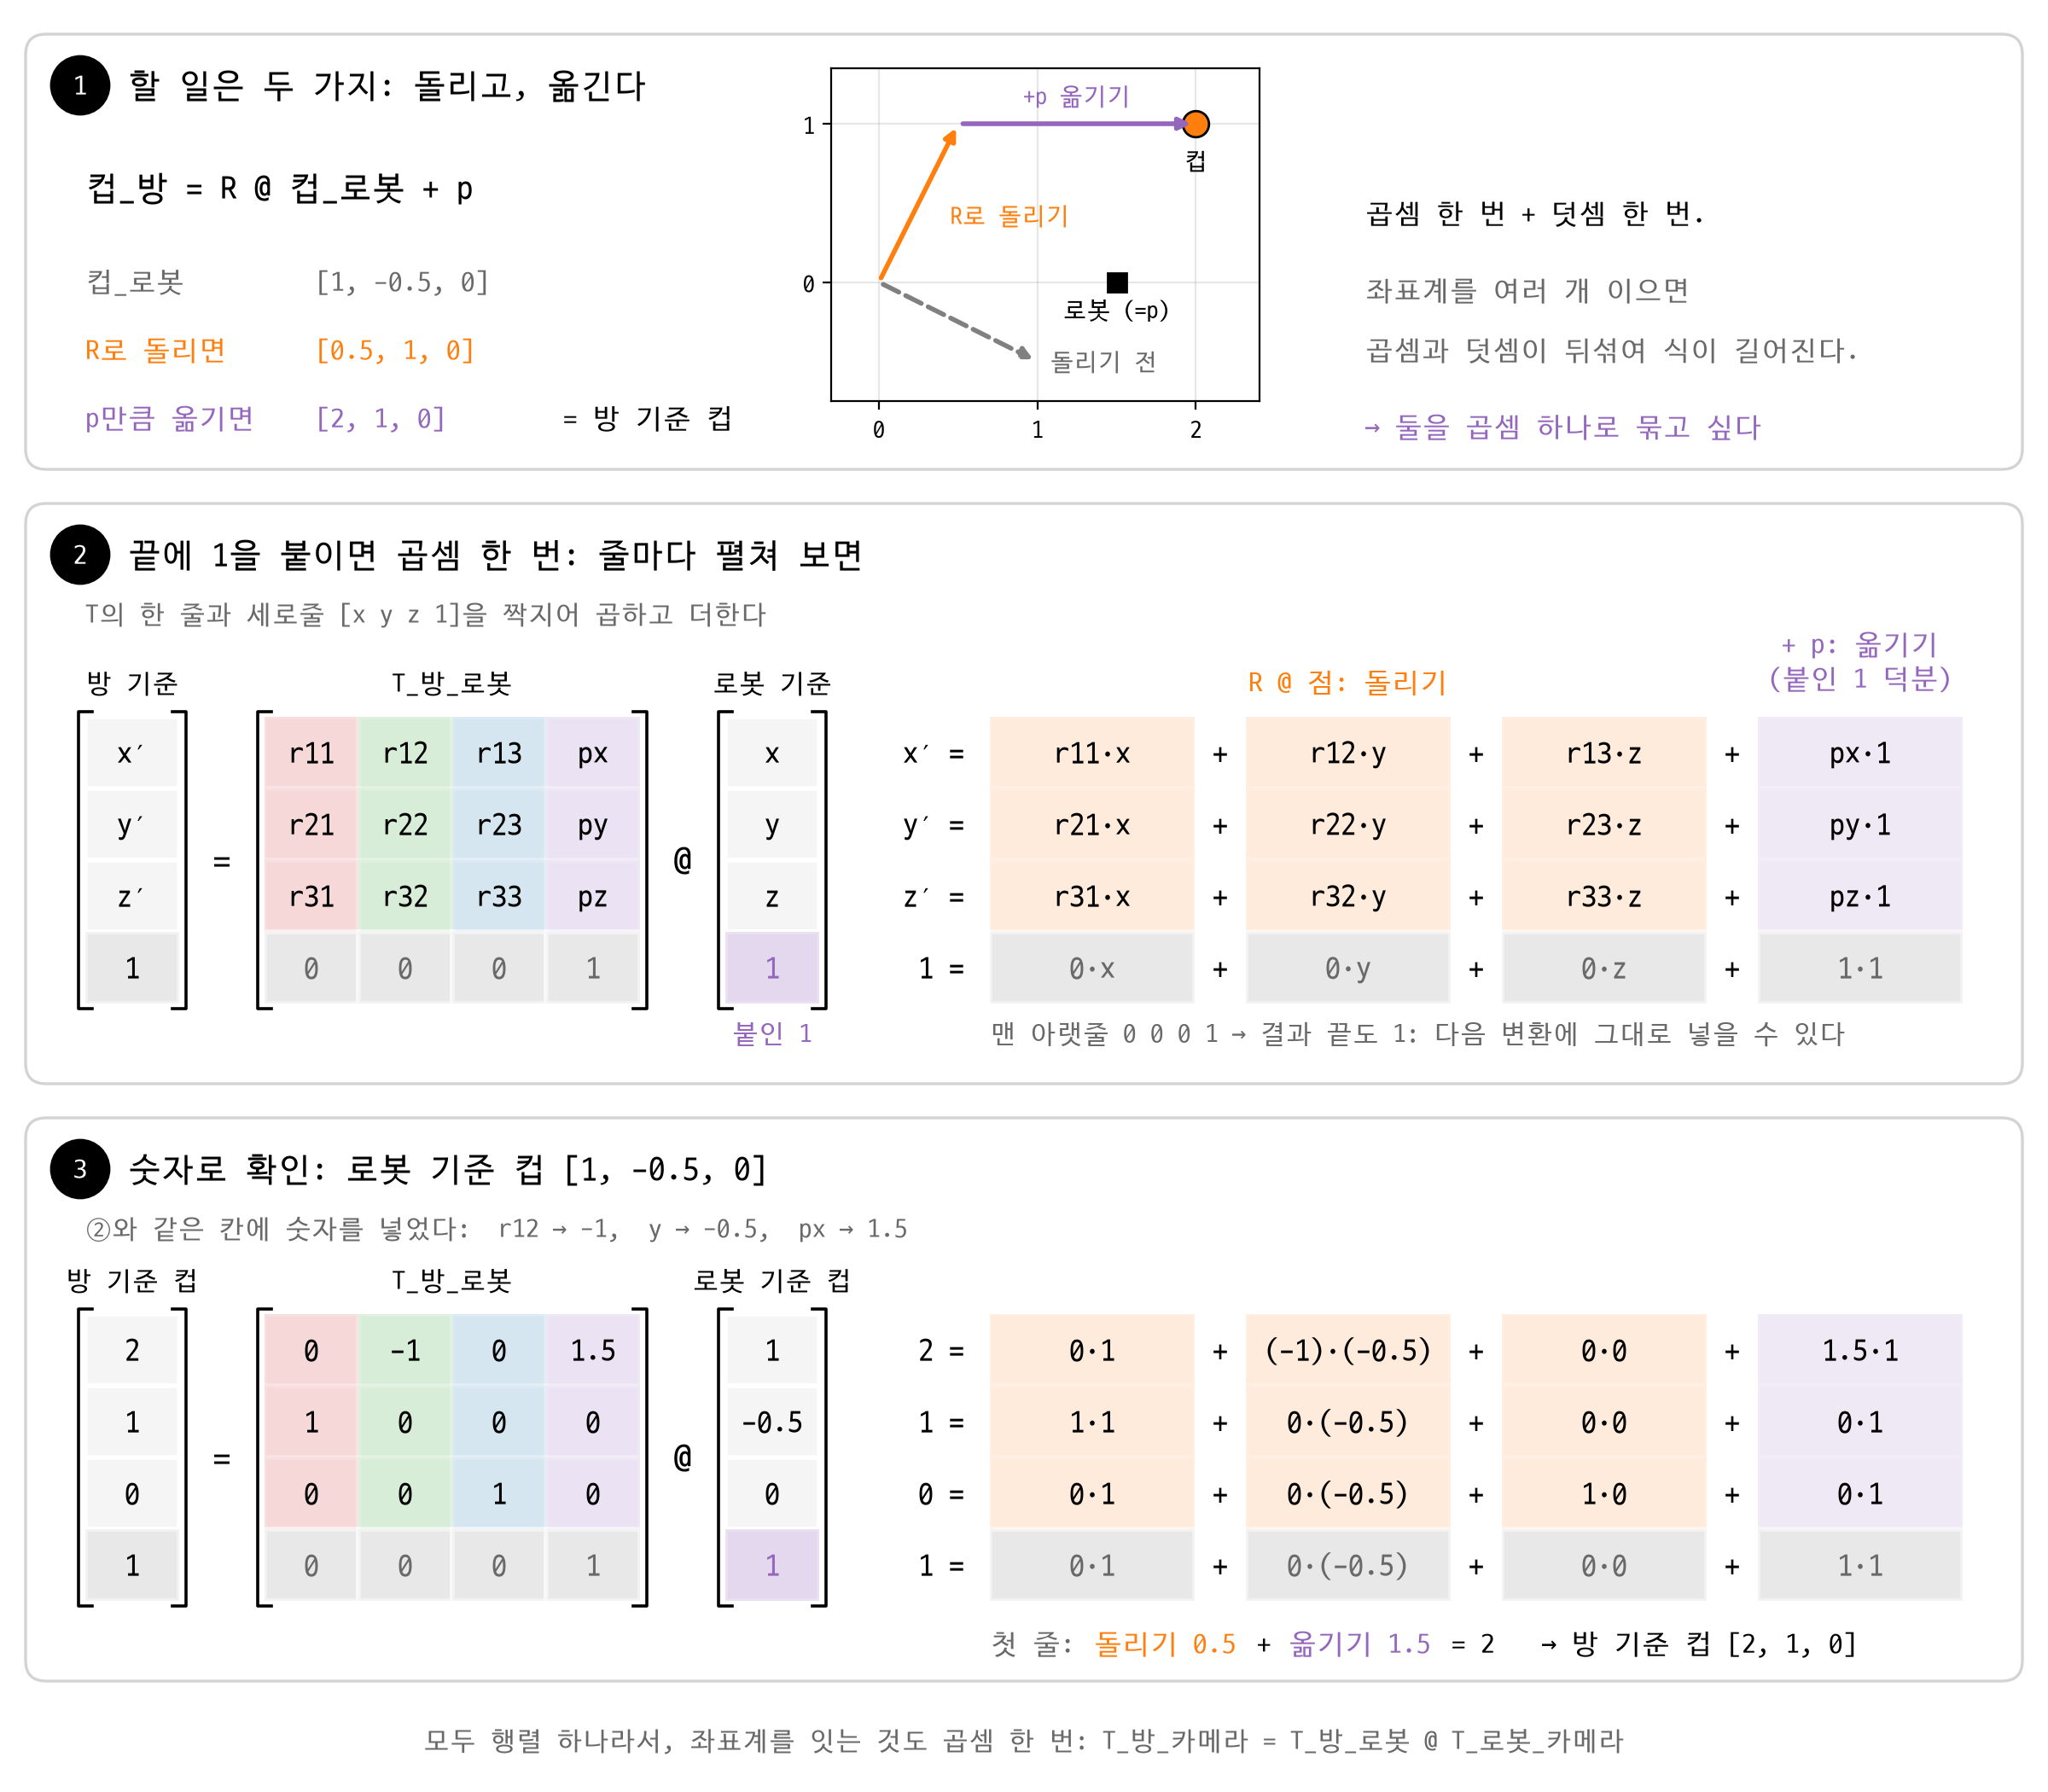 1 할 일은 두 가지: 돌리고, 옮긴다
컵_방 = R @ 컵_로봇 + p
컵_로봇 [1, −0.5, 0]
R로 돌리면 [0.5, 1, 0]
p만큼 옮기면 [2, 1, 0] = 방 기준 컵
+p 옮기기
1
컵
R로 돌리기
0
로봇 (=p)
돌리기 전
0 1 2
곱셈 한 번 + 덧셈 한 번.
좌표계를 여러 개 이으면
곱셈과 덧셈이 뒤섞여 식이 길어진다.
→ 둘을 곱셈 하나로 묶고 싶다
2 끝에 1을 붙이면 곱셈 한 번: 줄마다 펼쳐 보면
T의 한 줄과 세로줄 [x y z 1]을 짝지어 곱하고 더한다
+ p: 옮기기
(붙인 1 덕분)
방 기준 T_방_로봇 로봇 기준 R @ 점: 돌리기
x′ r11 r12 r13 px x x′ = r11·x + r12·y + r13·z + px·1
y′ r21 r22 r23 py y y′ = r21·x + r22·y + r23·z + py·1
= @
z′ r31 r32 r33 pz z z′ = r31·x + r32·y + r33·z + pz·1
1 0 0 0 1 1 1 = 0·x + 0·y + 0·z + 1·1
붙인 1
맨 아랫줄 0 0 0 1 → 결과 끝도 1: 다음 변환에 그대로 넣을 수 있다
3 숫자로 확인: 로봇 기준 컵 [1, −0.5, 0]
②와 같은 칸에 숫자를 넣었다: r12 → −1, y → −0.5, px → 1.5
방 기준 컵 T_방_로봇 로봇 기준 컵
2 0 −1 0 1.5 1 2 = 0·1 + (−1)·(−0.5) + 0·0 + 1.5·1
1 1 0 0 0 −0.5 1 = 1·1 + 0·(−0.5) + 0·0 + 0·1
= @
0 0 0 1 0 0 0 = 0·1 + 0·(−0.5) + 1·0 + 0·1
1 0 0 0 1 1 1 = 0·1 + 0·(−0.5) + 0·0 + 1·1
첫 줄: 돌리기 0.5 + 옮기기 1.5 = 2 → 방 기준 컵 [2, 1, 0]
모두 행렬 하나라서, 좌표계를 잇는 것도 곱셈 한 번: T_방_카메라 = T_방_로봇 @ T_로봇_카메라